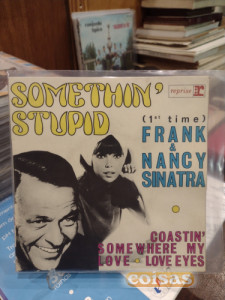 SOMETHIN'
STUPID
reprise
(1st time)
FRANK
&
NANCY
SINATRA
COASTIN'
SOMEWHERE MY
LOVE - LOVE EYES
coisas